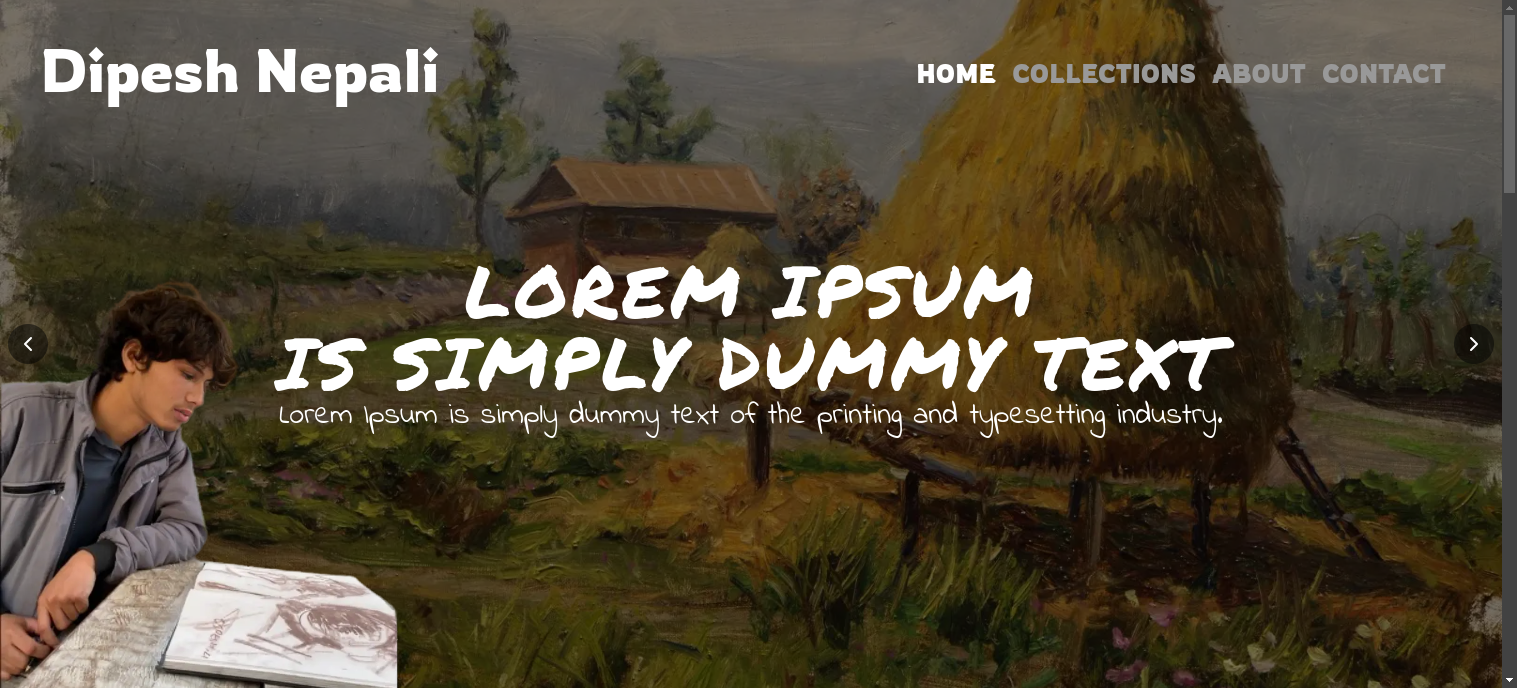 Dipesh Nepali
HOME COLLECTIONS ABOUT CONTACT
LOREM IPSUM
IS SIMPLY DUMMY TEXT
Lorem Ipsum is simply dummy text of the printing and typesetting industry.